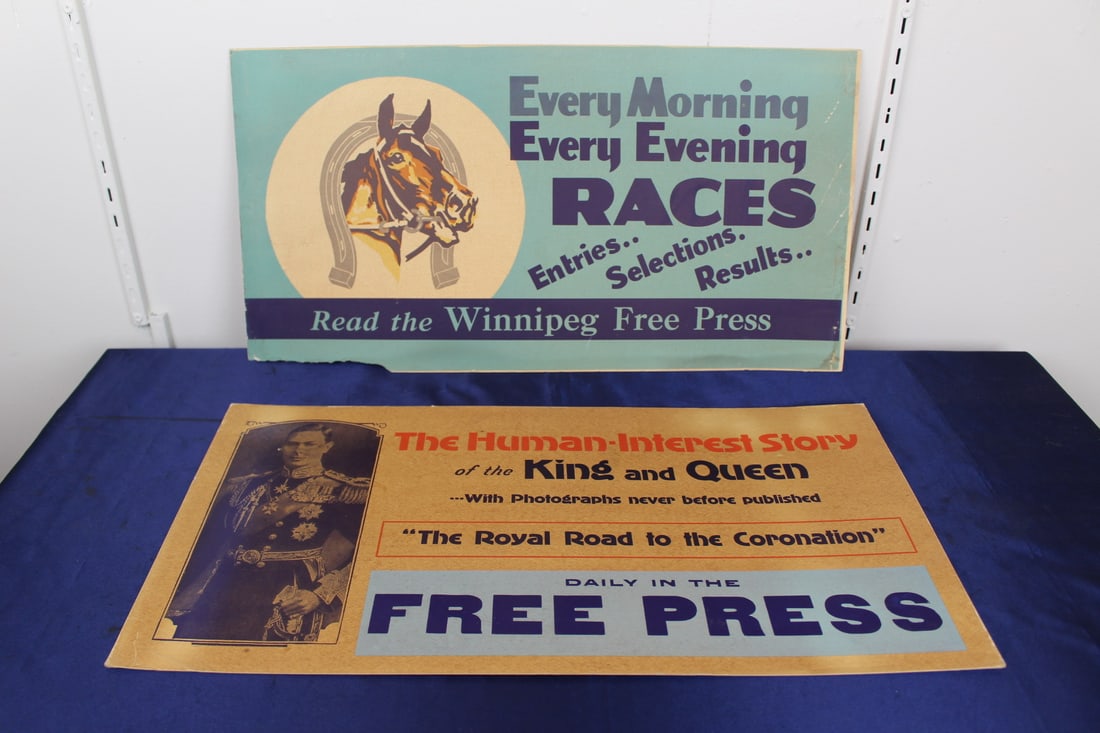 Every Morning
Every Evening
RACES
Entries..
Selections.
Results..
Read the Winnipeg Free Press
The Human-Interest Story
of the King and Queen
---With Photographs never before published
"The Royal Road to the Coronation"
DAILY IN THE
FREE PRESS